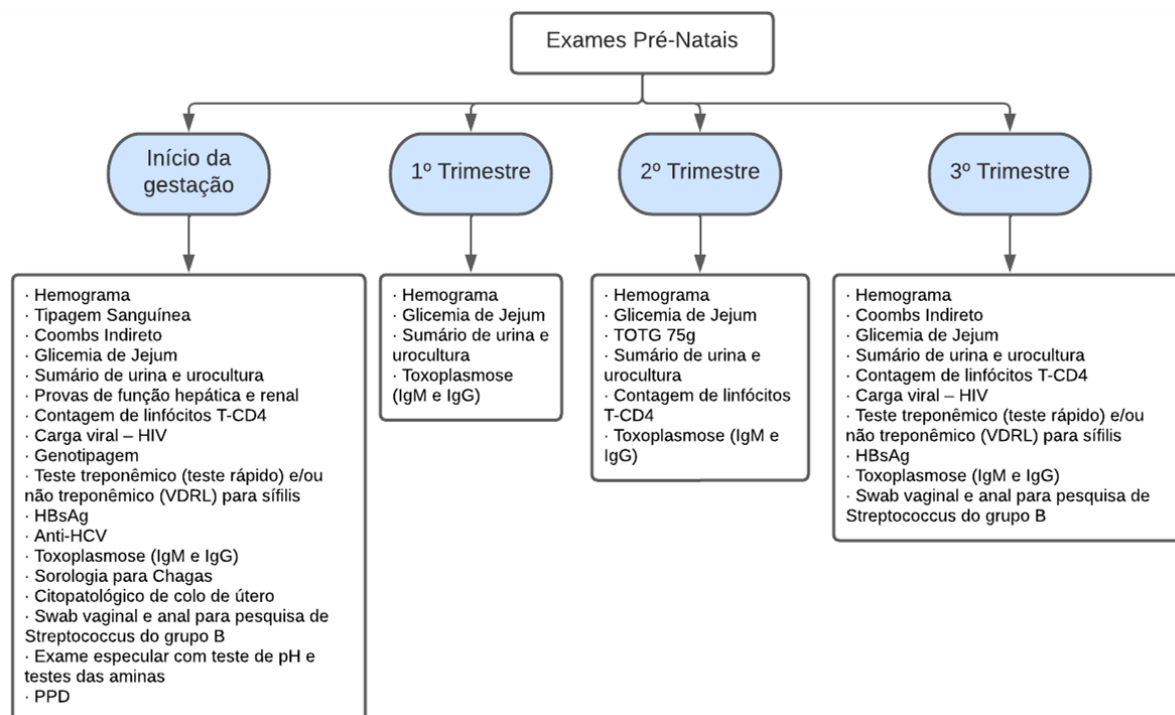 Exames Pré-Natais
Início da
gestação
1º Trimestre
2º Trimestre
3º Trimestre
· Hemograma
· Tipagem Sanguínea
· Coombs Indireto
· Glicemia de Jejum
· Sumário de urina e urocultura
· Provas de função hepática e renal
· Contagem de linfócitos T-CD4
· Carga viral – HIV
· Genotipagem
· Teste treponêmico (teste rápido) e/ou
não treponêmico (VDRL) para sífilis
· HBsAg
· Anti-HCV
· Toxoplasmose (IgM e IgG)
· Sorologia para Chagas
· Citopatológico de colo de útero
· Swab vaginal e anal para pesquisa de
Streptococcus do grupo B
· Exame especular com teste de pH e
testes das aminas
· PPD
· Hemograma
· Glicemia de Jejum
· Sumário de urina e
urocultura
· Toxoplasmose
(IgM e IgG)
· Hemograma
· Glicemia de Jejum
· TOTG 75g
· Sumário de urina e
urocultura
· Contagem de linfócitos
T-CD4
· Toxoplasmose (IgM e
IgG)
· Hemograma
· Coombs Indireto
· Glicemia de Jejum
· Sumário de urina e urocultura
· Contagem de linfócitos T-CD4
· Carga viral – HIV
· Teste treponêmico (teste rápido) e/ou
não treponêmico (VDRL) para sífilis
· HBsAg
· Toxoplasmose (IgM e IgG)
· Swab vaginal e anal para pesquisa de
Streptococcus do grupo B